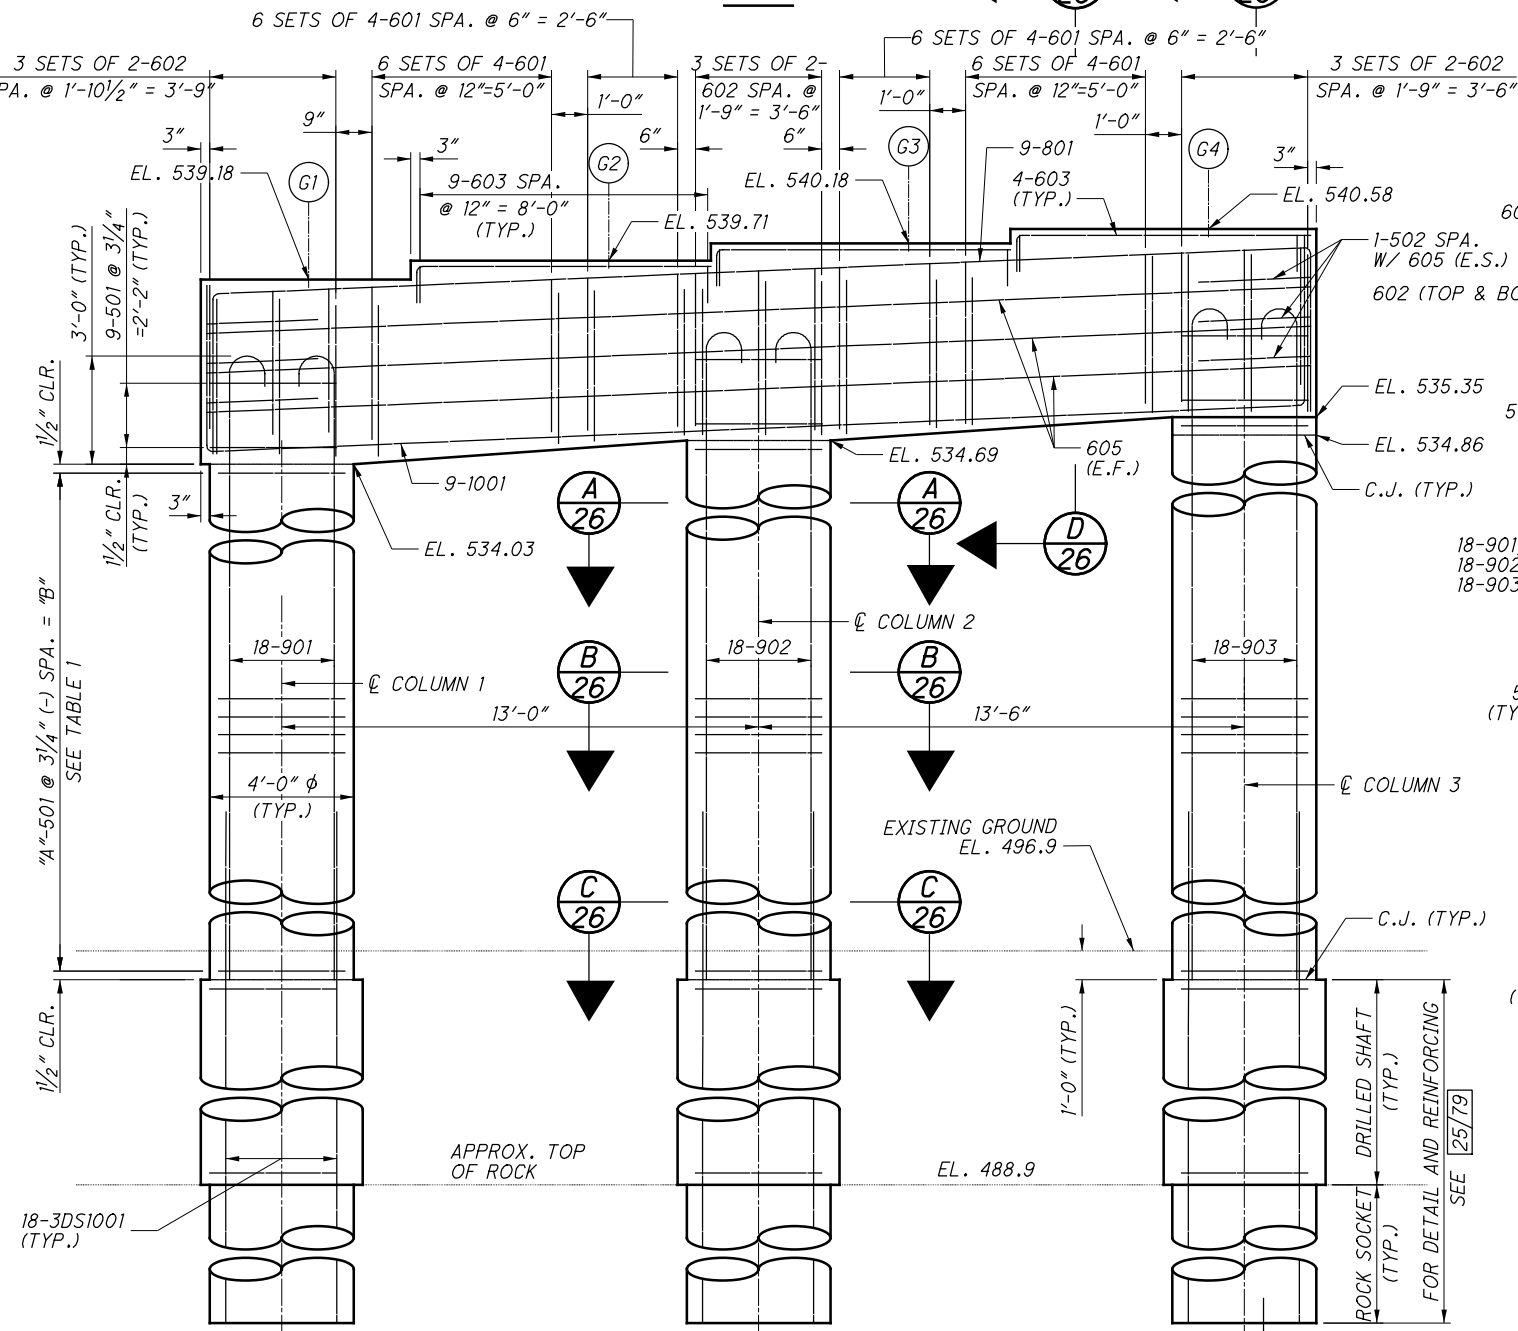 6 SETS OF 4-601 SPA. @ 6" = 2'-6"
6 SETS OF 4-601 SPA. @ 6" = 2'-6"
3 SETS OF 2-602
PA. @ 1'-10½" = 3'-9"
6 SETS OF 4-601
SPA. @ 12"=5'-0"
3 SETS OF 2-
602 SPA. @
1'-9" = 3'-6"
6 SETS OF 4-601
SPA. @ 12"=5'-0"
3 SETS OF 2-602
SPA. @ 1'-9" = 3'-6"
9"
1'-0"
1'-0"
1'-0"
3"
3"
6"
6"
3"
G1
G2
G3
G4
EL. 539.18
9-603 SPA.
@ 12" = 8'-0"
(TYP.)
EL. 539.71
EL. 540.18
9-801
4-603
(TYP.)
EL. 540.58
60
1-502 SPA.
W/ 605 (E.S.)
602 (TOP & BO
3'-0" (TYP.)
9-501 @ 3¼"
=2'-2" (TYP.)
1½" CLR.
1½" CLR.
(TYP.)
3"
9-1001
EL. 534.03
EL. 534.69
605
(E.F.)
EL. 535.35
5
EL. 534.86
C.J. (TYP.)
A
26
A
26
D
26
18-901
18-902
18-903
"A"-501 @ 3¼" (-) SPA. = "B"
SEE TABLE 1
18-901
℄ COLUMN 1
B
26
18-902
℄ COLUMN 2
B
26
18-903
℄ COLUMN 3
13'-0"
13'-6"
5
(TY
4'-0" ϕ
(TYP.)
EXISTING GROUND
EL. 496.9
C
26
C
26
C.J. (TYP.)
(
1½" CLR.
1'-0" (TYP.)
DRILLED SHAFT
(TYP.)
ROCK SOCKET
(TYP.)
FOR DETAIL AND REINFORCING
SEE 25/79
APPROX. TOP
OF ROCK
EL. 488.9
18-3DS1001
(TYP.)